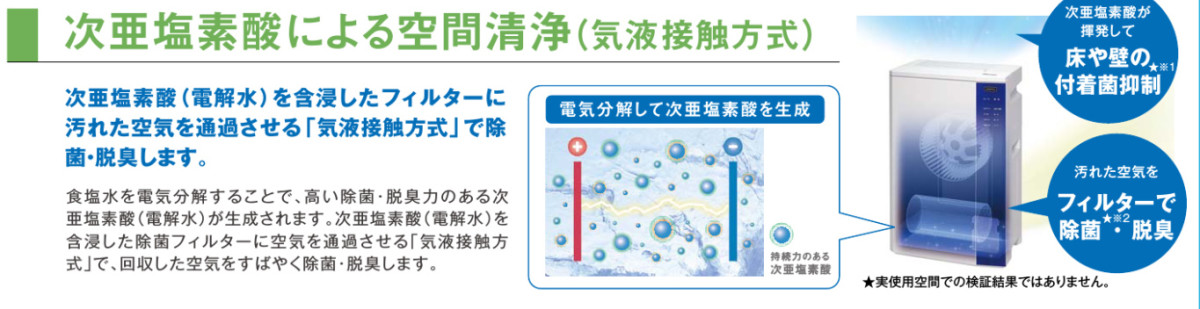 次亜塩素酸による空間清浄（気液接触方式）
次亜塩素酸（電解水）を含浸したフィルターに
汚れた空気を通過させる「気液接触方式」で除
菌・脱臭します。
食塩水を電気分解することで、高い除菌・脱臭力のある次
亜塩素酸（電解水）が生成されます。次亜塩素酸（電解水）を
含浸した除菌フィルターに空気を通過させる「気液接触方
式」で、回収した空気をすばやく除菌・脱臭します。
電気分解して次亜塩素酸を生成
+
−
持続力のある
次亜塩素酸
次亜塩素酸が
揮発して
床や壁の
付着菌抑制★※1
汚れた空気を
フィルターで
除菌★※2・脱臭
★実使用空間での検証結果ではありません。